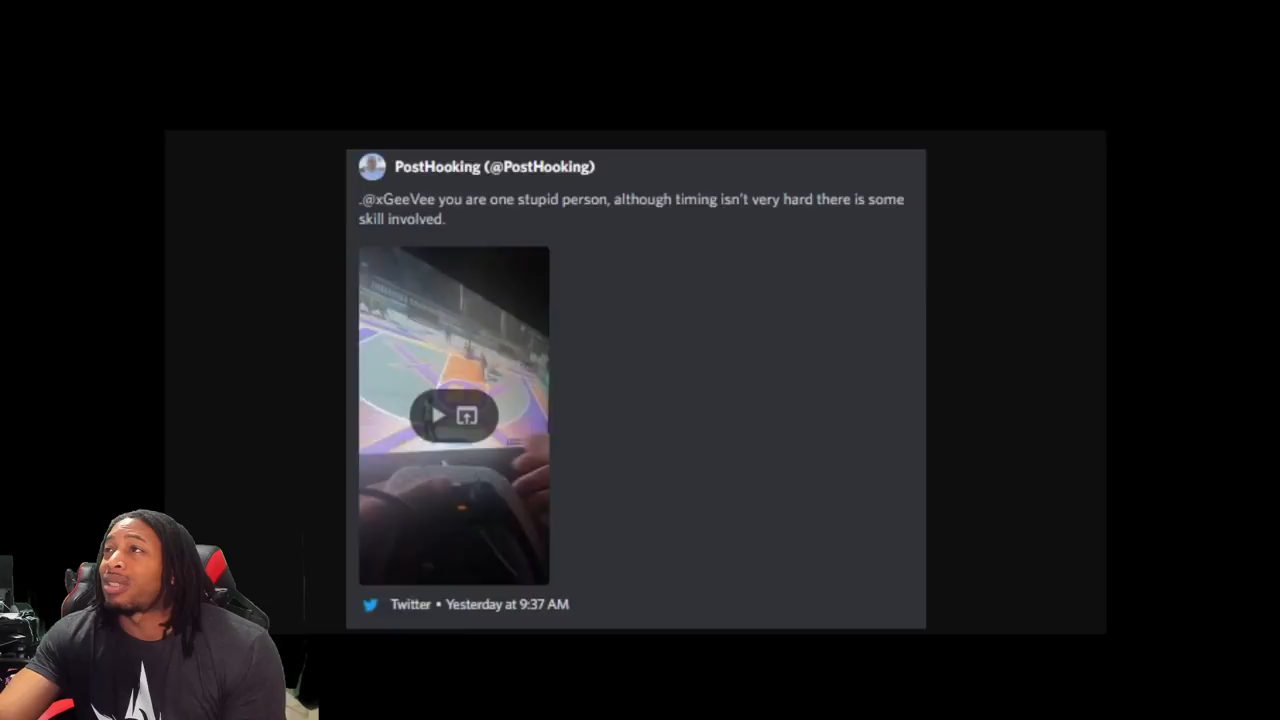 PostHooking (@PostHooking)
.@xGeeVee you are one stupid person, although timing isn't very hard there is some
skill involved.
Twitter • Yesterday at 9:37 AM